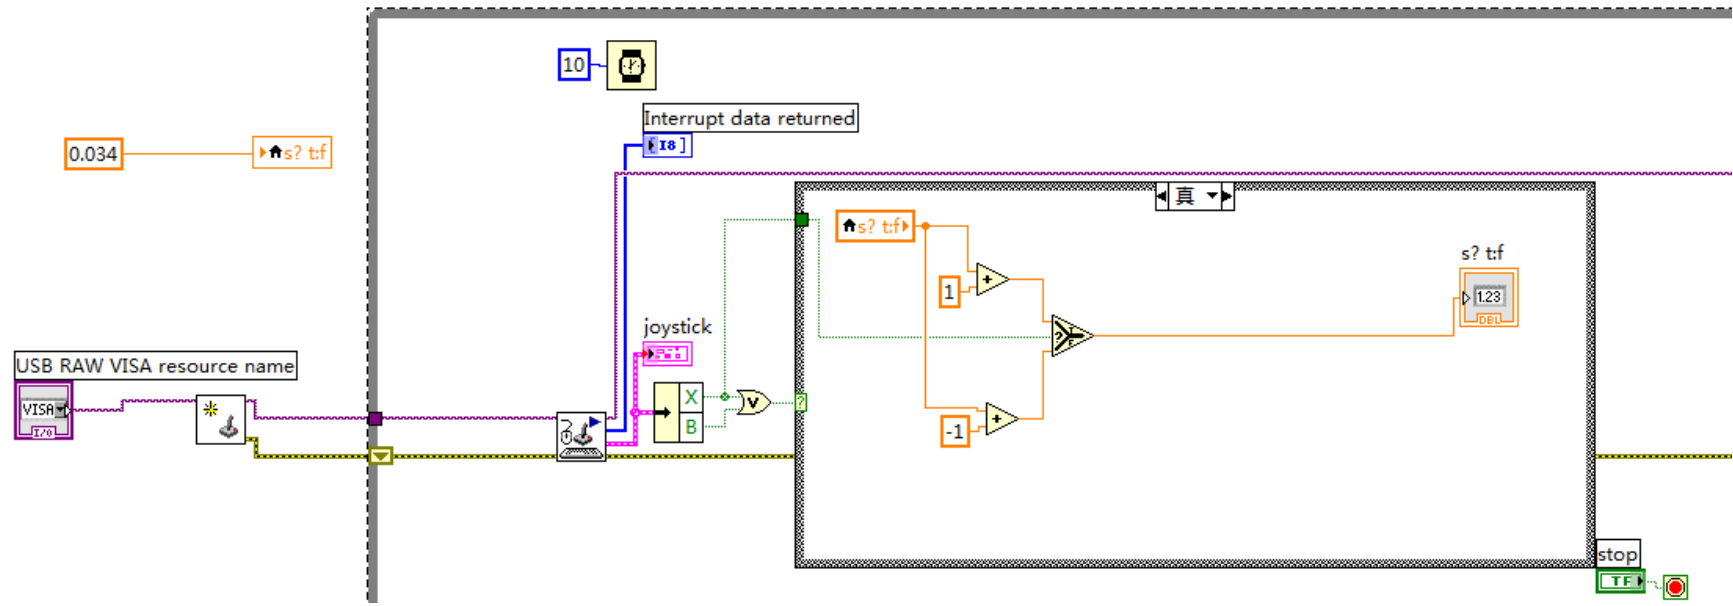 10
Interrupt data returned
[I8]
0.034
s? t:f
真
s? t:f
s? t:f
1
1.23
DBL
joystick
USB RAW VISA resource name
VISA
I/O
X
V
?
B
-1
?
stop
TF